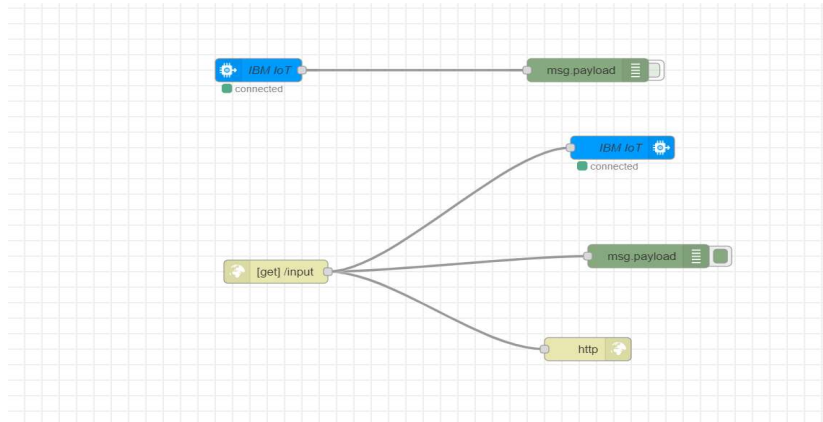 IBM IoT
msg.payload
connected
IBM IoT
connected
msg.payload
[get] /input
http